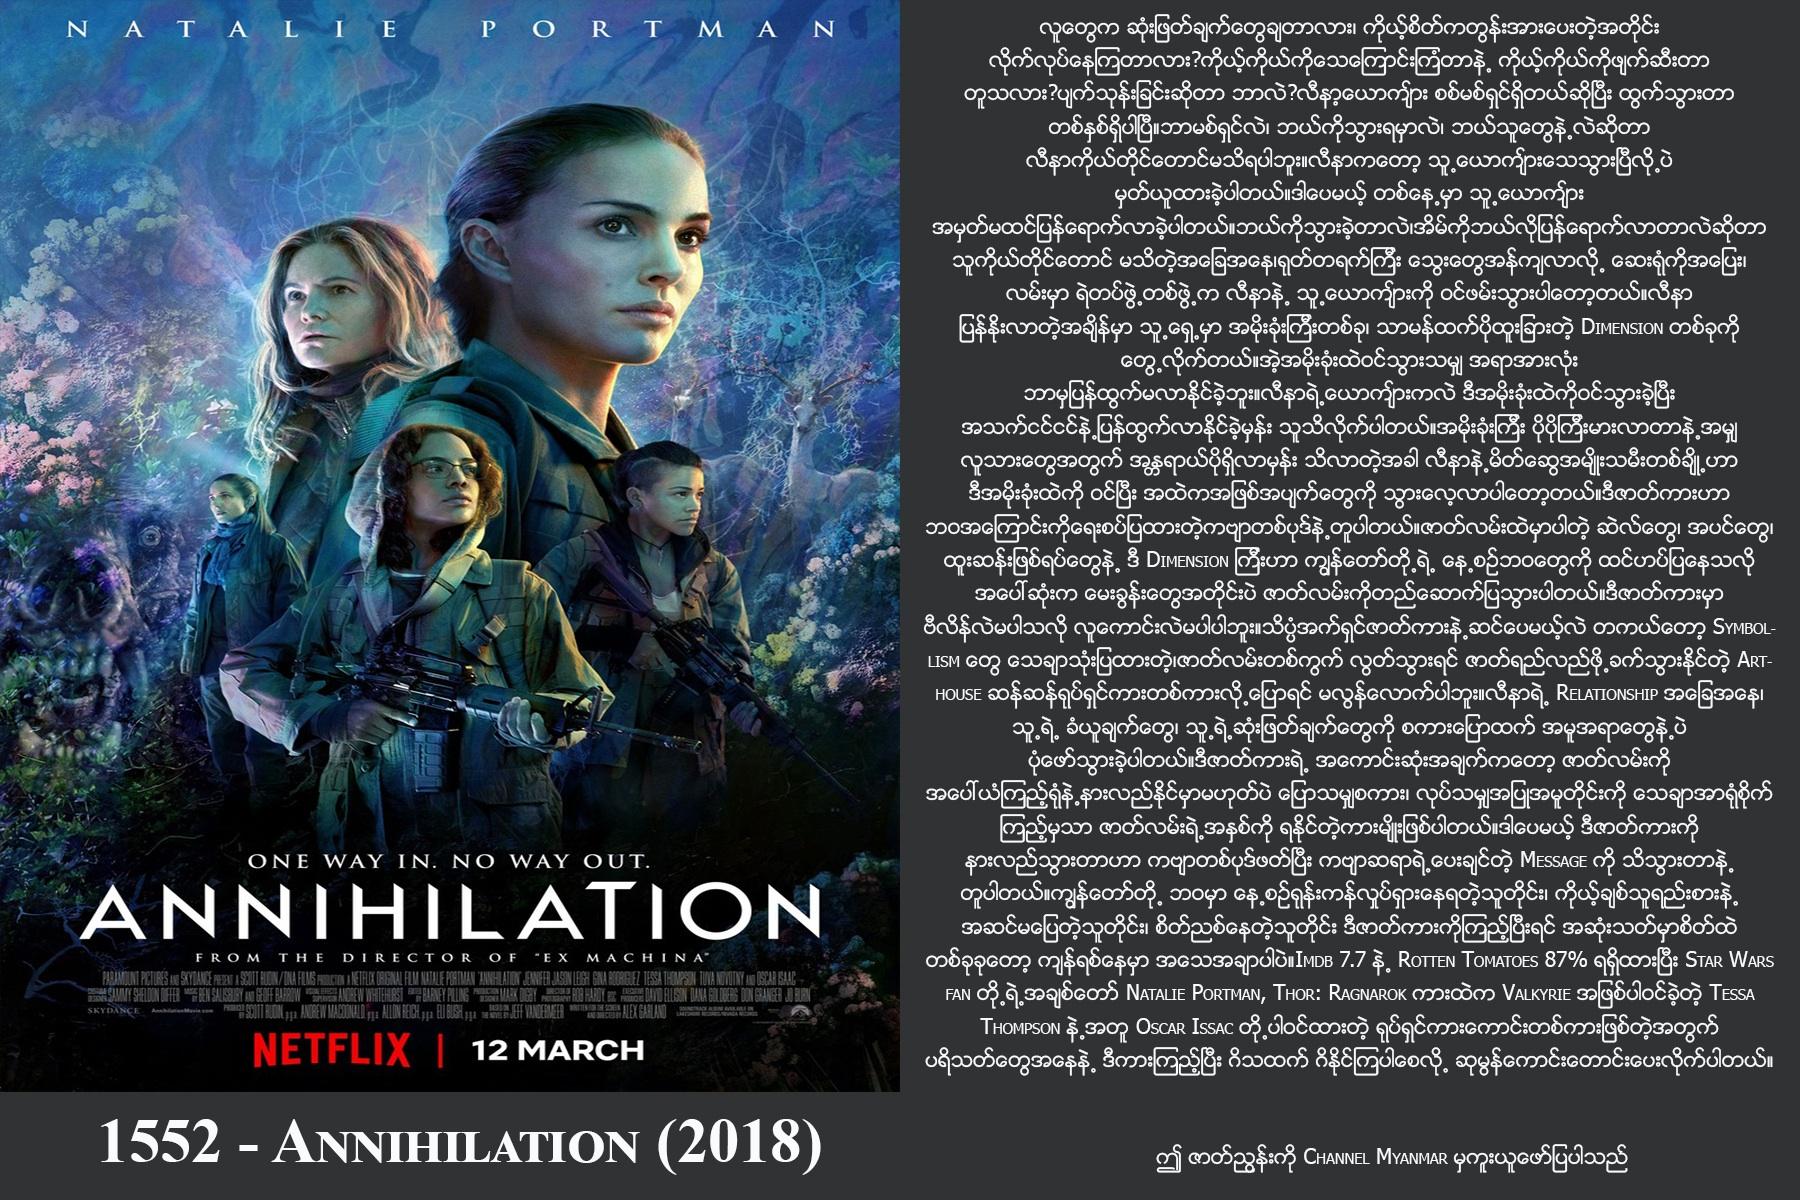 NATALIE PORTMAN
ONE WAY IN. NO WAY OUT.
ANNIHILATION
FROM THE DIRECTOR OF "EX MACHINA"
NETFLIX | 12 MARCH
1552 - ANNIHILATION (2018)
လူတွေက ဆုံးဖြတ်ချက်တွေချတာလား၊ ကိုယ့်စိတ်ကတွန်းအားပေးတဲ့အတိုင်း
လိုက်လုပ်နေကြတာလား?ကိုယ့်ကိုယ်ကိုသေကြောင်းကြံတာနဲ့ ကိုယ့်ကိုယ်ကိုဖျက်ဆီးတာ
တူသလား?ပျက်သုန်းခြင်းဆိုတာ ဘာလဲ?လီနာ့ယောကျ်ား စစ်မစ်ရှင်ရှိတယ်ဆိုပြီး ထွက်သွားတာ
တစ်နှစ်ရှိပါပြီ။ဘာမစ်ရှင်လဲ၊ ဘယ်ကိုသွားရမှာလဲ၊ ဘယ်သူတွေနဲ့လဲဆိုတာ
လီနာကိုယ်တိုင်တောင်မသိရပါဘူး။လီနာကတော့ သူ့ယောကျ်ားသေသွားပြီလို့ပဲ
မှတ်ယူထားခဲ့ပါတယ်။ဒါပေမယ့် တစ်နေ့မှာ သူ့ယောကျ်ား
အမှတ်မထင်ပြန်ရောက်လာခဲ့ပါတယ်။ဘယ်ကိုသွားခဲ့တာလဲ၊အိမ်ကိုဘယ်လိုပြန်ရောက်လာတာလဲဆိုတာ
သူကိုယ်တိုင်တောင် မသိတဲ့အခြေအနေ၊ရုတ်တရက်ကြီး သွေးတွေအန်ကျလာလို့ ဆေးရုံကိုအပြေး၊
လမ်းမှာ ရဲတပ်ဖွဲ့တစ်ဖွဲ့က လီနာနဲ့ သူ့ယောကျ်ားကို ဝင်ဖမ်းသွားပါတော့တယ်။လီနာ
ပြန်နိုးလာတဲ့အချိန်မှာ သူ့ရှေ့မှာ အမိုးခုံးကြီးတစ်ခု၊ သာမန်ထက်ပိုထူးခြားတဲ့ DIMENSION တစ်ခုကို
တွေ့လိုက်တယ်။အဲ့အမိုးခုံးထဲဝင်သွားသမျှ အရာအားလုံး
ဘာမှပြန်ထွက်မလာနိုင်ခဲ့ဘူး။လီနာရဲ့ယောကျ်ားကလဲ ဒီအမိုးခုံးထဲကိုဝင်သွားခဲ့ပြီး
အသက်ငင်ငင်နဲ့ပြန်ထွက်လာနိုင်ခဲ့မှန်း သူသိလိုက်ပါတယ်။အမိုးခုံးကြီး ပိုပိုကြီးမားလာတာနဲ့အမျှ
လူသားတွေအတွက် အန္တရာယ်ပိုရှိလာမှန်း သိလာတဲ့အခါ လီနာနဲ့မိတ်ဆွေအမျိုးသမီးတစ်ချို့ဟာ
ဒီအမိုးခုံးထဲကို ဝင်ပြီး အထဲကအဖြစ်အပျက်တွေကို သွားလေ့လာပါတော့တယ်။ဒီဇာတ်ကားဟာ
ဘဝအကြောင်းကိုရေးစပ်ပြထားတဲ့ကဗျာတစ်ပုဒ်နဲ့တူပါတယ်။ဇာတ်လမ်းထဲမှာပါတဲ့ ဆဲလ်တွေ၊ အပင်တွေ၊
ထူးဆန်းဖြစ်ရပ်တွေနဲ့ ဒီ DIMENSION ကြီးဟာ ကျွန်တော်တို့ရဲ့ နေ့စဉ်ဘဝတွေကို ထင်ဟပ်ပြနေသလို
အပေါ်ဆုံးက မေးခွန်းတွေအတိုင်းပဲ ဇာတ်လမ်းကိုတည်ဆောက်ပြသွားပါတယ်။ဒီဇာတ်ကားမှာ
ဗီလိန်လဲမပါသလို လူကောင်းလဲမပါပါဘူး။သိပ္ပံအက်ရှင်ဇာတ်ကားနဲ့ဆင်ပေမယ့်လဲ တကယ်တော့ SYMBOL-
LISM တွေ သေချာသုံးပြထားတဲ့၊ဇာတ်လမ်းတစ်ကွက် လွတ်သွားရင် ဇာတ်ရည်လည်ဖို့ခက်သွားနိုင်တဲ့ ART-
HOUSE ဆန်ဆန်ရုပ်ရှင်ကားတစ်ကားလို့ပြောရင် မလွန်လောက်ပါဘူး။လီနာရဲ့ RELATIONSHIP အခြေအနေ၊
သူ့ရဲ့ ခံယူချက်တွေ၊ သူ့ရဲ့ဆုံးဖြတ်ချက်တွေကို စကားပြောထက် အမူအရာတွေနဲ့ပဲ
ပုံဖော်သွားခဲ့ပါတယ်။ဒီဇာတ်ကားရဲ့ အကောင်းဆုံးအချက်ကတော့ ဇာတ်လမ်းကို
အပေါ်ယံကြည့်ရုံနဲ့နားလည်နိုင်မှာမဟုတ်ပဲ ပြောသမျှစကား၊ လုပ်သမျှအပြုအမူတိုင်းကို သေချာအာရုံစိုက်
ကြည့်မှသာ ဇာတ်လမ်းရဲ့အနှစ်ကို ရနိုင်တဲ့ကားမျိုးဖြစ်ပါတယ်။ဒါပေမယ့် ဒီဇာတ်ကားကို
နားလည်သွားတာဟာ ကဗျာတစ်ပုဒ်ဖတ်ပြီး ကဗျာဆရာရဲ့ပေးချင်တဲ့ MESSAGE ကို သိသွားတာနဲ့
တူပါတယ်။ကျွန်တော်တို့ ဘဝမှာ နေ့စဉ်ရုန်းကန်လှုပ်ရှားနေရတဲ့သူတိုင်း၊ ကိုယ့်ချစ်သူရည်းစားနဲ့
အဆင်မပြေတဲ့သူတိုင်း၊ စိတ်ညစ်နေတဲ့သူတိုင်း ဒီဇာတ်ကားကိုကြည့်ပြီးရင် အဆုံးသတ်မှာစိတ်ထဲ
တစ်ခုခုတော့ ကျန်ရစ်နေမှာ အသေအချာပါပဲ။IMDB 7.7 နဲ့ ROTTEN TOMATOES 87% ရရှိထားပြီး STAR WARS
FAN တို့ရဲ့အချစ်တော် NATALIE PORTMAN, THOR: RAGNAROK ကားထဲက VALKYRIE အဖြစ်ပါဝင်ခဲ့တဲ့ TESSA
THOMPSON နဲ့အတူ OSCAR ISSAC တို့ပါဝင်ထားတဲ့ ရုပ်ရှင်ကားကောင်းတစ်ကားဖြစ်တဲ့အတွက်
ပရိသတ်တွေအနေနဲ့ ဒီကားကြည့်ပြီး ဂိသထက် ဂိနိုင်ကြပါစေလို့ ဆုမွန်ကောင်းတောင်းပေးလိုက်ပါတယ်။
ဤ ဇာတ်ညွှန်းကို CHANNEL MYANMAR မှကူးယူဖော်ပြပါသည်